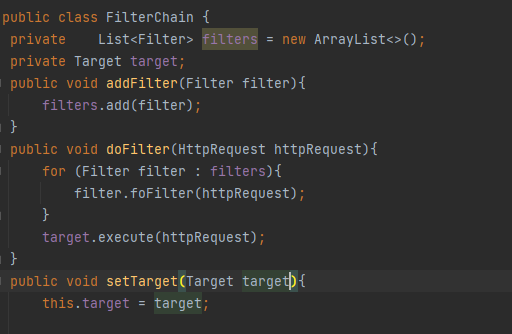 public class FilterChain {
private    List<Filter> filters = new ArrayList<>();
private Target target;
public void addFilter(Filter filter){
filters.add(filter);
}
public void doFilter(HttpRequest httpRequest){
for (Filter filter : filters){
filter.foFilter(httpRequest);
}
target.execute(httpRequest);
}
public void setTarget(Target target){
this.target = target;